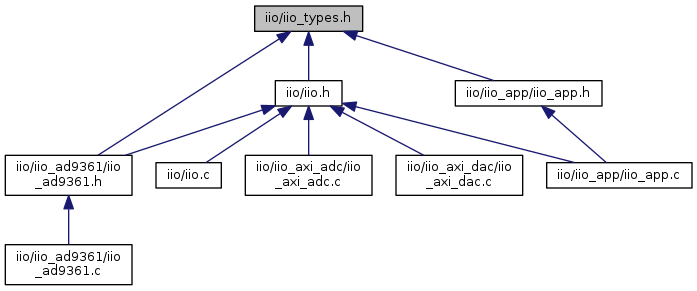 iio/iio_types.h
iio/iio.h
iio/iio_app/iio_app.h
iio/iio_ad9361/iio
_ad9361.h
iio/iio.c
iio/iio_axi_adc/iio
_axi_adc.c
iio/iio_axi_dac/iio
_axi_dac.c
iio/iio_app/iio_app.c
iio/iio_ad9361/iio
_ad9361.c